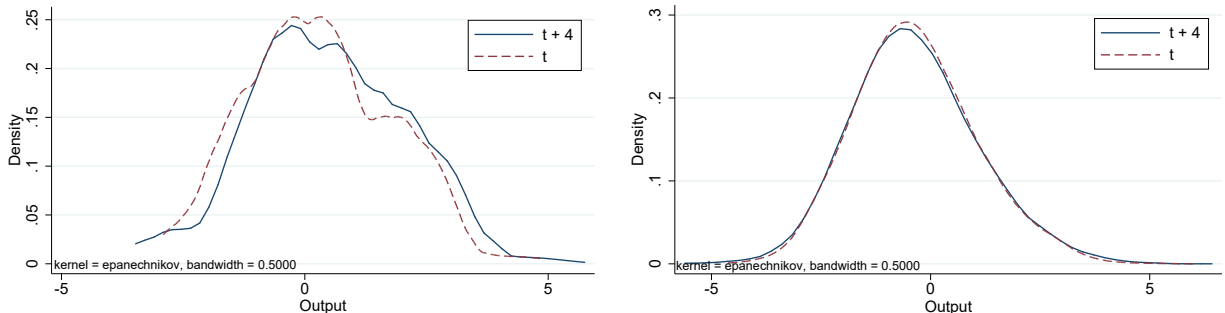 .25
.2
.15
.1
.05
0
Density
t + 4
t
kernel = epanechnikov, bandwidth = 0.5000
-5
0
5
Output
.3
.2
.1
0
Density
t + 4
t
kernel = epanechnikov, bandwidth = 0.5000
-5
0
5
Output